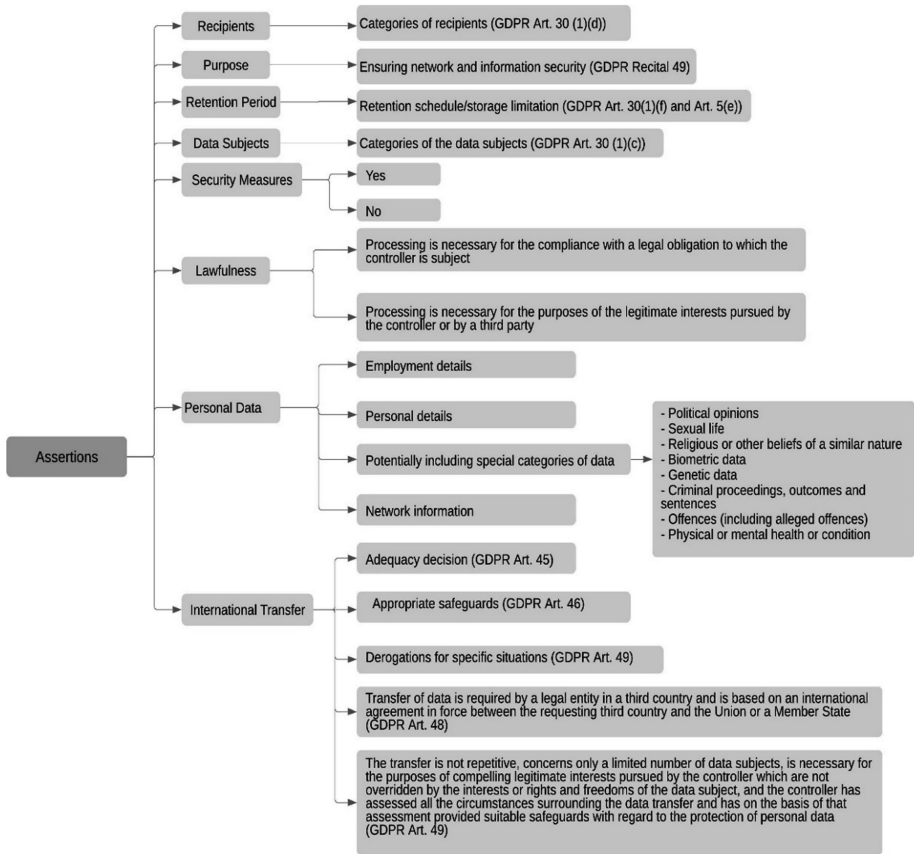 Recipients
Categories of recipients (GDPR Art. 30 (1)(d))
Purpose
Ensuring network and information security (GDPR Recital 49)
Retention Period
Retention schedule/storage limitation (GDPR Art. 30(1)(f) and Art. 5(e))
Data Subjects
Categories of the data subjects (GDPR Art. 30 (1)(c))
Security Measures
Yes
No
Lawfulness
Processing is necessary for the compliance with a legal obligation to which the
controller is subject
Processing is necessary for the purposes of the legitimate interests pursued by
the controller or by a third party
Assertions
Personal Data
Employment details
Personal details
Potentially including special categories of data
Network information
- Political opinions
- Sexual life
- Religious or other beliefs of a similar nature
- Biometric data
- Genetic data
- Criminal proceedings, outcomes and
sentences
- Offences (including alleged offences)
- Physical or mental health or condition
International Transfer
Adequacy decision (GDPR Art. 45)
Appropriate safeguards (GDPR Art. 46)
Derogations for specific situations (GDPR Art. 49)
Transfer of data is required by a legal entity in a third country and is based on an international
agreement in force between the requesting third country and the Union or a Member State
(GDPR Art. 48)
The transfer is not repetitive, concerns only a limited number of data subjects, is necessary for
the purposes of compelling legitimate interests pursued by the controller which are not
overridden by the interests or rights and freedoms of the data subject, and the controller has
assessed all the circumstances surrounding the data transfer and has on the basis of that
assessment provided suitable safeguards with regard to the protection of personal data
(GDPR Art. 49)